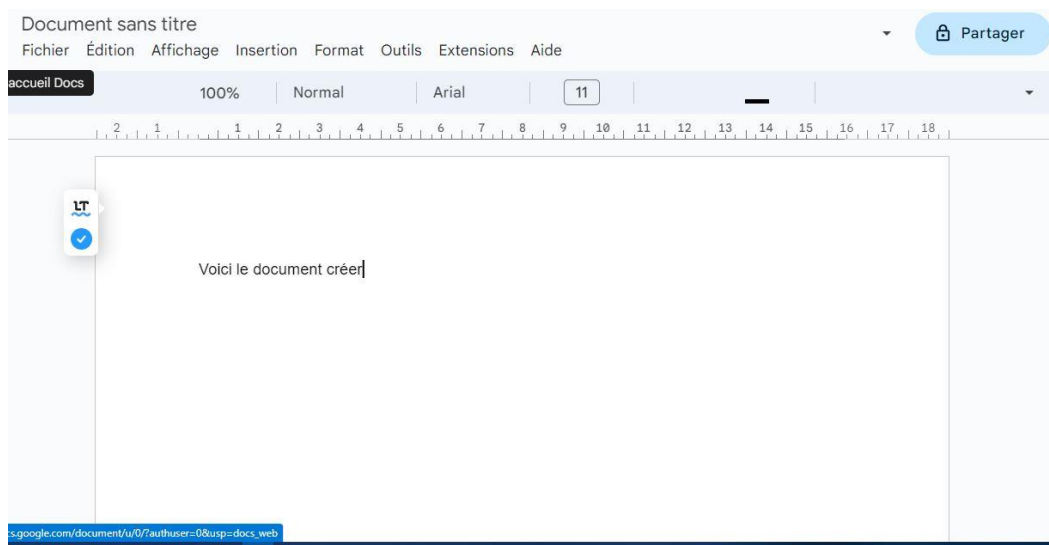 Document sans titre
Partager
Fichier Édition Affichage Insertion Format Outils Extensions Aide
accueil Docs
100% Normal Arial 11
2 1 1 2 3 4 5 6 7 8 9 10 11 12 13 14 15 16 17 18
LT
Voici le document créer
cs.google.com/document/u/0/?authuser=0&usp=docs_web